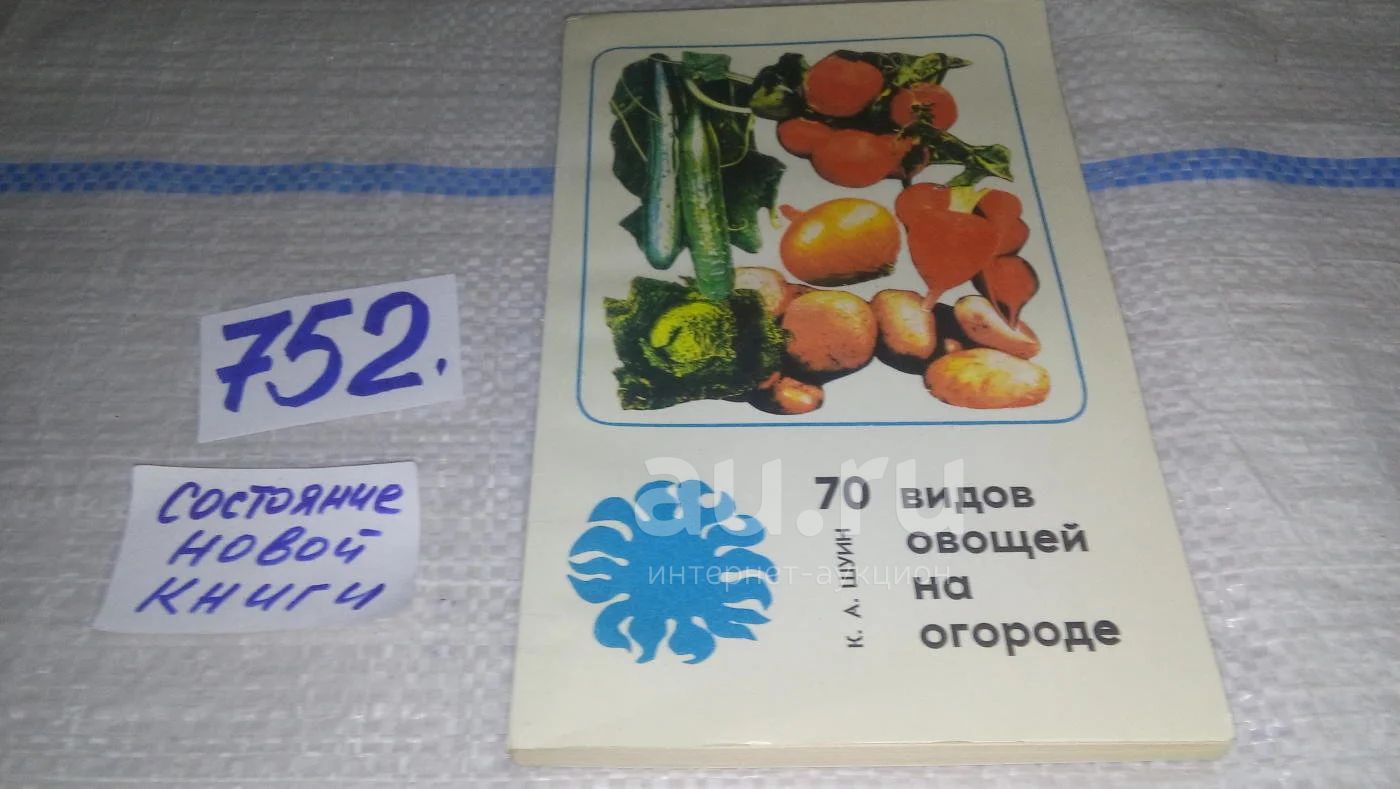 752.
Состояние
новой
книги
70 видов
овощей
на
огороде
К. А. ШУИН
au.ru
интернет-аукцион